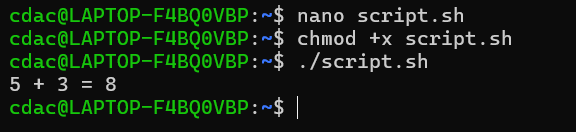 cdac@LAPTOP-F4BQ0VBP:~$ nano script.sh
cdac@LAPTOP-F4BQ0VBP:~$ chmod +x script.sh
cdac@LAPTOP-F4BQ0VBP:~$ ./script.sh
5 + 3 = 8
cdac@LAPTOP-F4BQ0VBP:~$